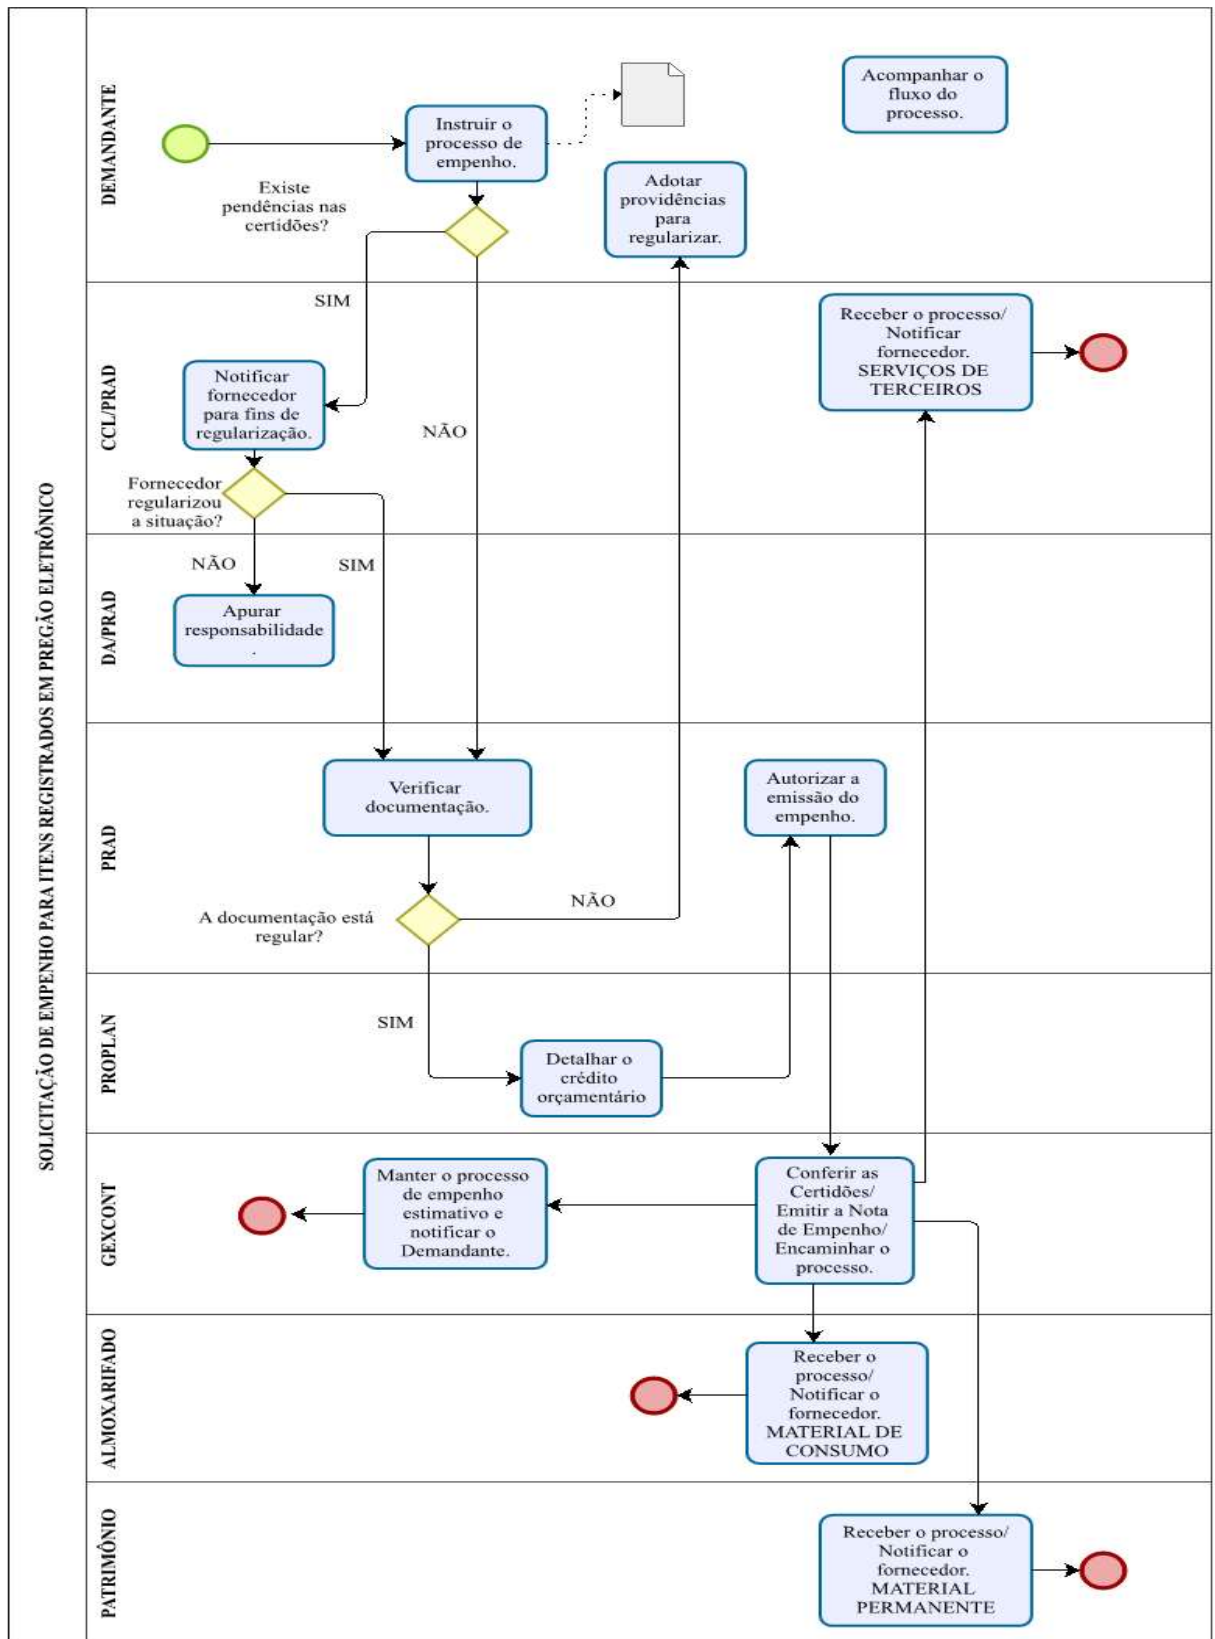 SOLICITAÇÃO DE EMPENHO PARA ITENS REGISTRADOS EM PREGÃO ELETRÔNICO
DEMANDANTE
Instruir o
processo de
empenho.
Acompanhar o
fluxo do
processo.
Existe
pendências nas
certidões?
Adotar
providências
para
regularizar.
CCL/PRAD
SIM
Receber o processo/
Notificar
fornecedor.
SERVIÇOS DE
TERCEIROS
Notificar
fornecedor
para fins de
regularização.
NÃO
Fornecedor
regularizou
a situação?
DA/PRAD
NÃO
SIM
Apurar
responsabilidade
.
PRAD
Verificar
documentação.
Autorizar a
emissão do
empenho.
A documentação está
regular?
NÃO
PROPLAN
SIM
Detalhar o
crédito
orçamentário
GEXCONT
Manter o processo
de empenho
estimativo e
notificar o
Demandante.
Conferir as
Certidões/
Emitir a Nota
de Empenho/
Encaminhar o
processo.
ALMOXARIFADO
Receber o
processo/
Notificar o
fornecedor.
MATERIAL DE
CONSUMO
PATRIMÔNIO
Receber o processo/
Notificar o
fornecedor.
MATERIAL
PERMANENTE